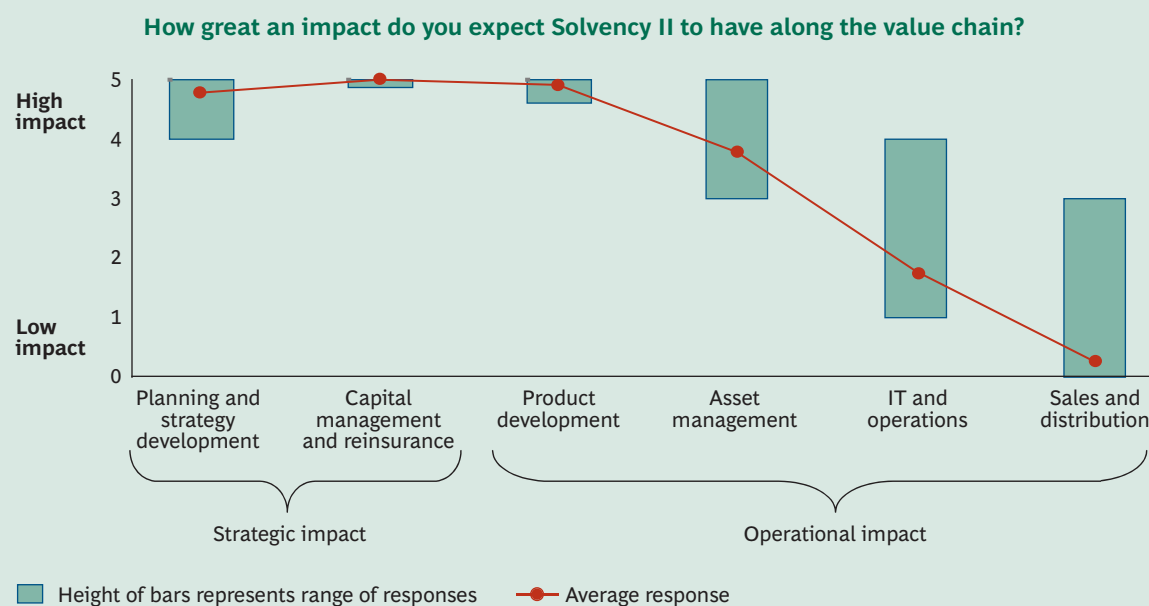 How great an impact do you expect Solvency II to have along the value chain?
High
impact
5
4
3
2
1
Low
impact
0
Planning and
strategy
development
Capital
management
and reinsurance
Product
development
Asset
management
IT and
operations
Sales and
distribution
Strategic impact
Operational impact
Height of bars represents range of responses
Average response